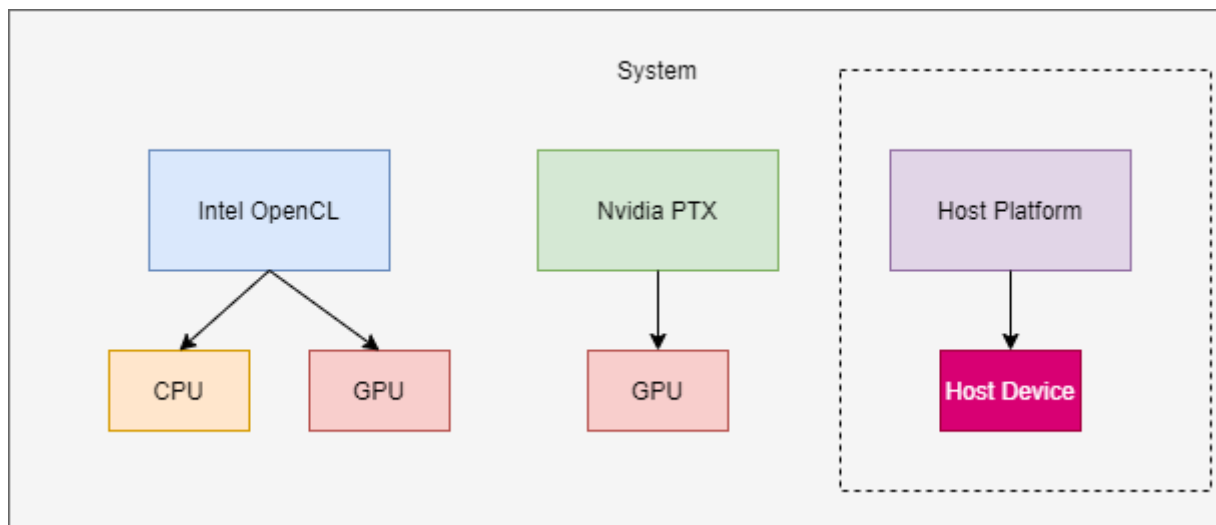 System
Intel OpenCL
Nvidia PTX
Host Platform
CPU
GPU
GPU
Host Device